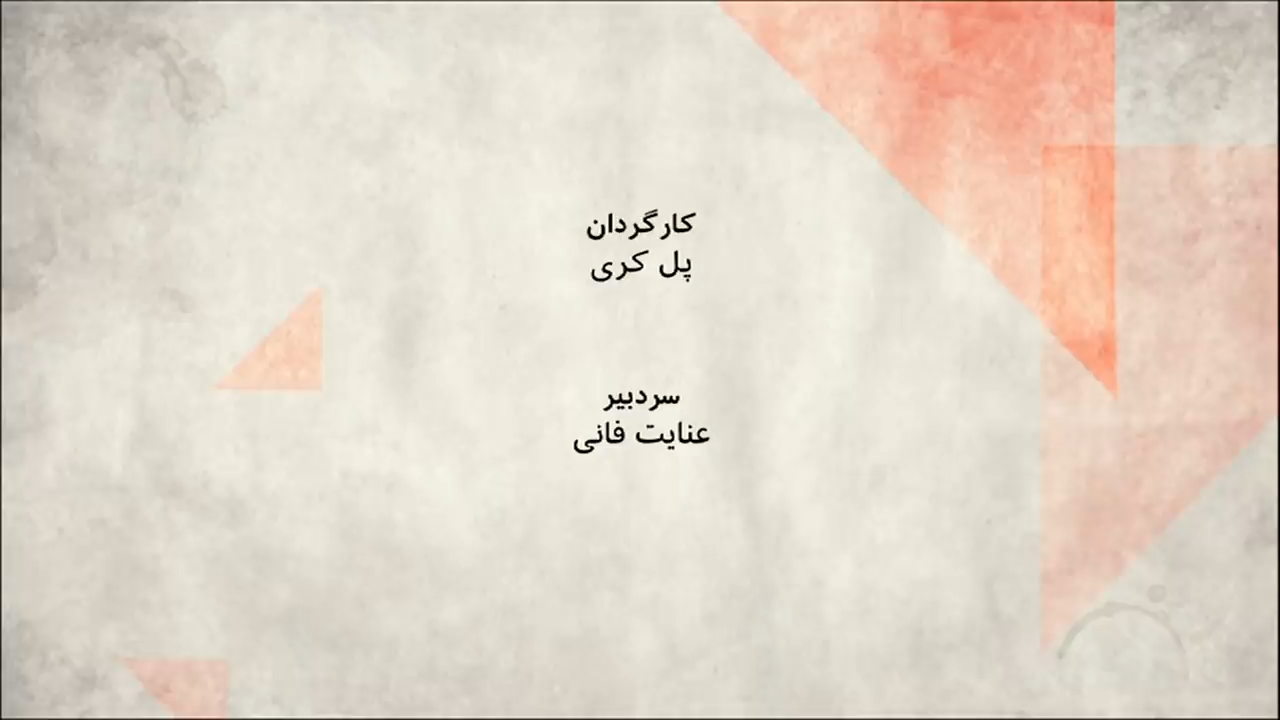 کارگردان
پل کری
سردبیر
عنایت فانی